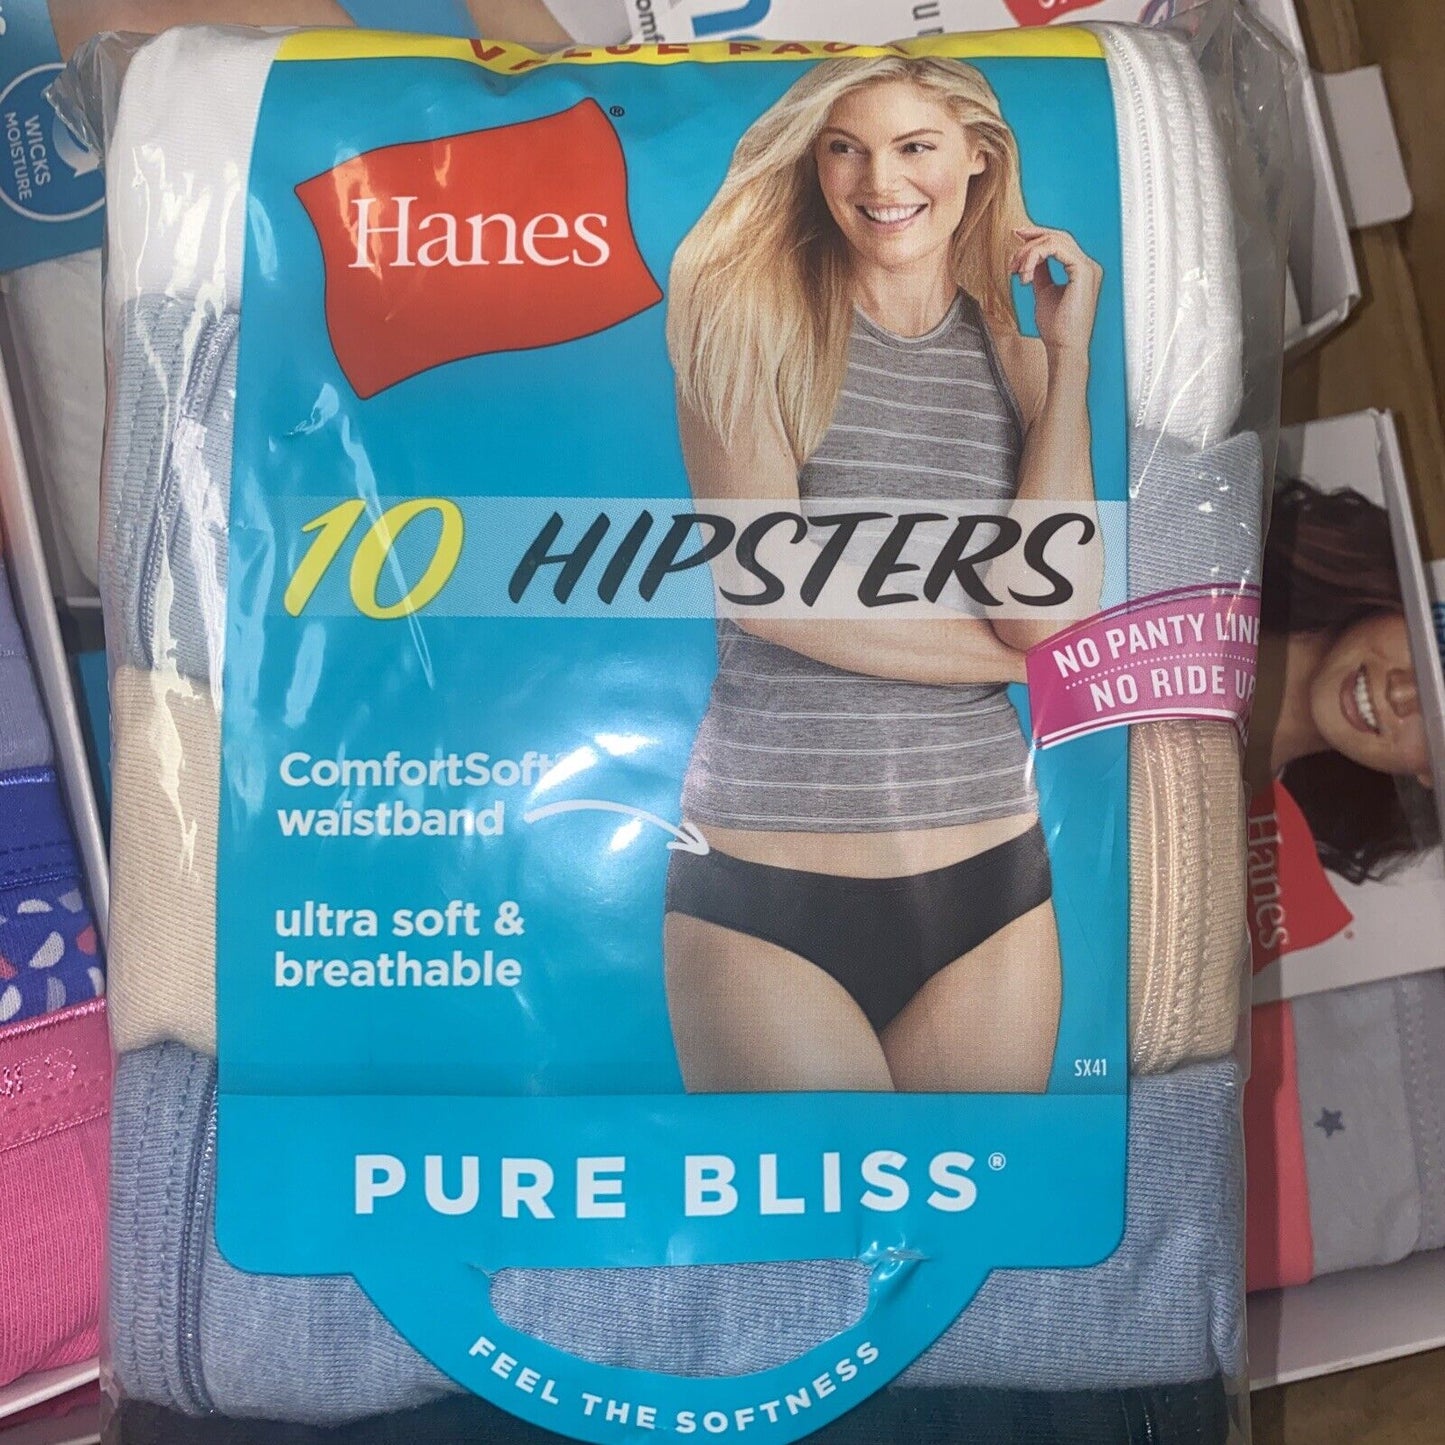 VALUE PACK
Hanes®
10 HIPSTERS
NO PANTY LINE
NO RIDE UP
ComfortSoft
waistband
ultra soft &
breathable
SX41
PURE BLISS®
FEEL THE SOFTNESS
WICKS
MOISTURE
Hanes